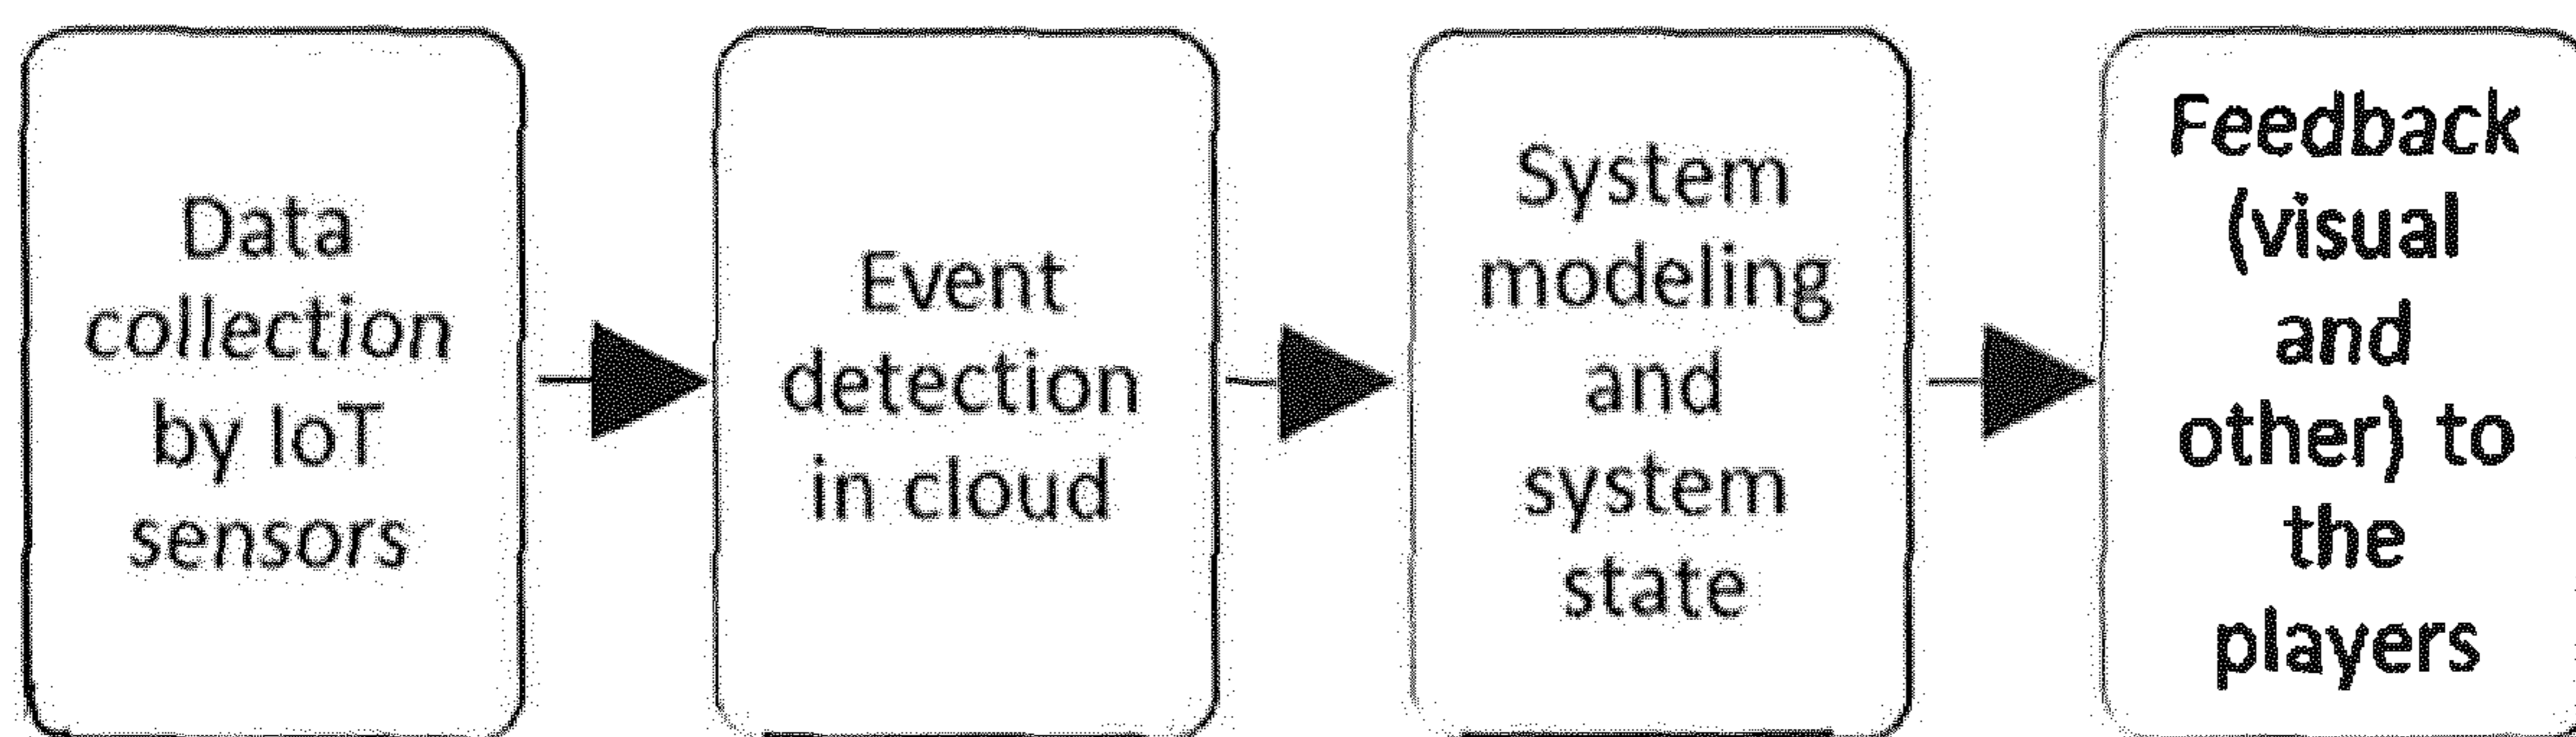 Data
collection
by IoT
sensors
Event
detection
in cloud
System
modeling
and
system
state
Feedback
(visual
and
other) to
the
players